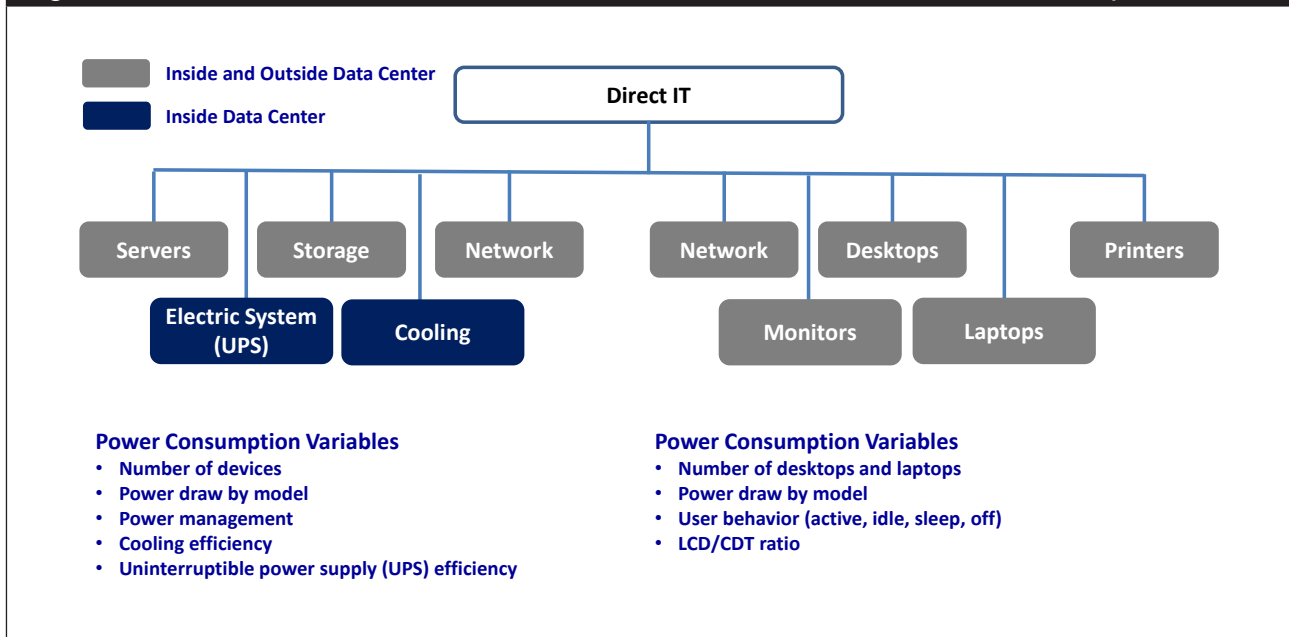 Inside and Outside Data Center
Inside Data Center
Direct IT
Servers
Storage
Network
Network
Desktops
Printers
Electric System
(UPS)
Cooling
Monitors
Laptops
Power Consumption Variables
• Number of devices
• Power draw by model
• Power management
• Cooling efficiency
• Uninterruptible power supply (UPS) efficiency
Power Consumption Variables
• Number of desktops and laptops
• Power draw by model
• User behavior (active, idle, sleep, off)
• LCD/CDT ratio